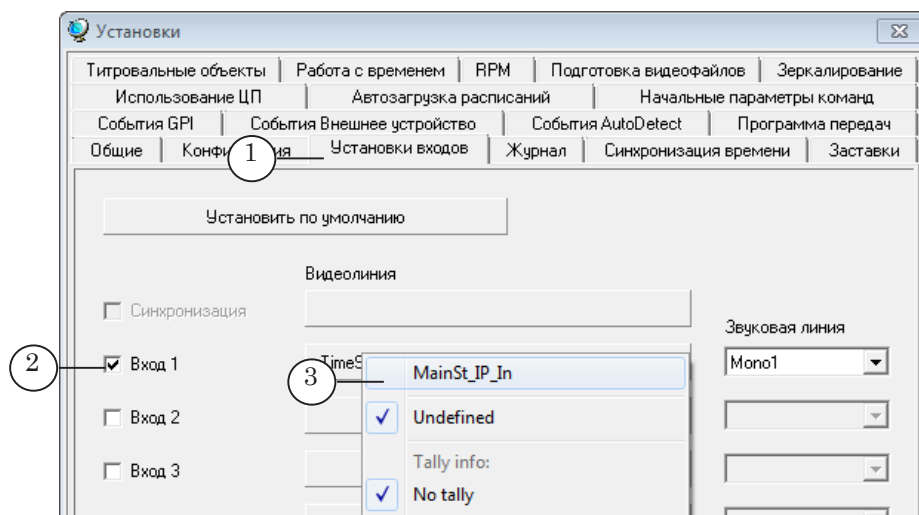 Установки
Титровальные объекты Работа с временем RPM Подготовка видеофайлов Зеркалирование
Использование ЦП Автозагрузка расписаний Начальные параметры команд
События GPI События Внешнее устройство События AutoDetect Программа передач
Общие 1 Установки входов Журнал Синхронизация времени Заставки
Установить по умолчанию
Видеолиния
Синхронизация
Звуковая линия
2 Вход 1 3 MainSt_IP_In Mono1
Вход 2 Undefined
Вход 3 Tally info:
No tally